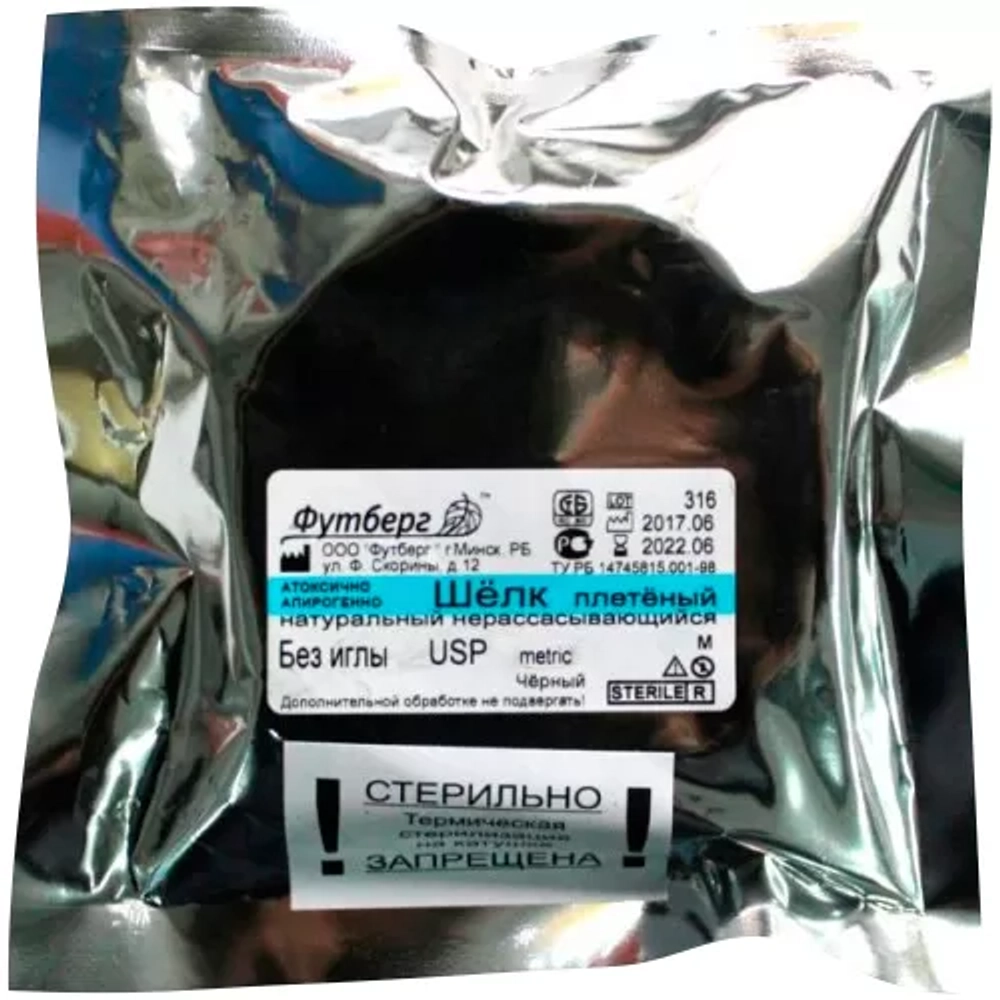 Футберг™
ООО "Футберг" г.Минск. РБ
ул. Ф. Скорины, д. 12
LOT 316
2017.06
2022.06
ТУ РБ 14745815.001-98
АТОКСИЧНО
АПИРОГЕННО
Шёлк плетёный
натуральный нерассасывающийся
Без иглы USP metric м
Чёрный
STERILE R
Дополнительной обработке не подвергать!
! СТЕРИЛЬНО !
Термическая
стерилизация
на катушке
ЗАПРЕЩЕНА